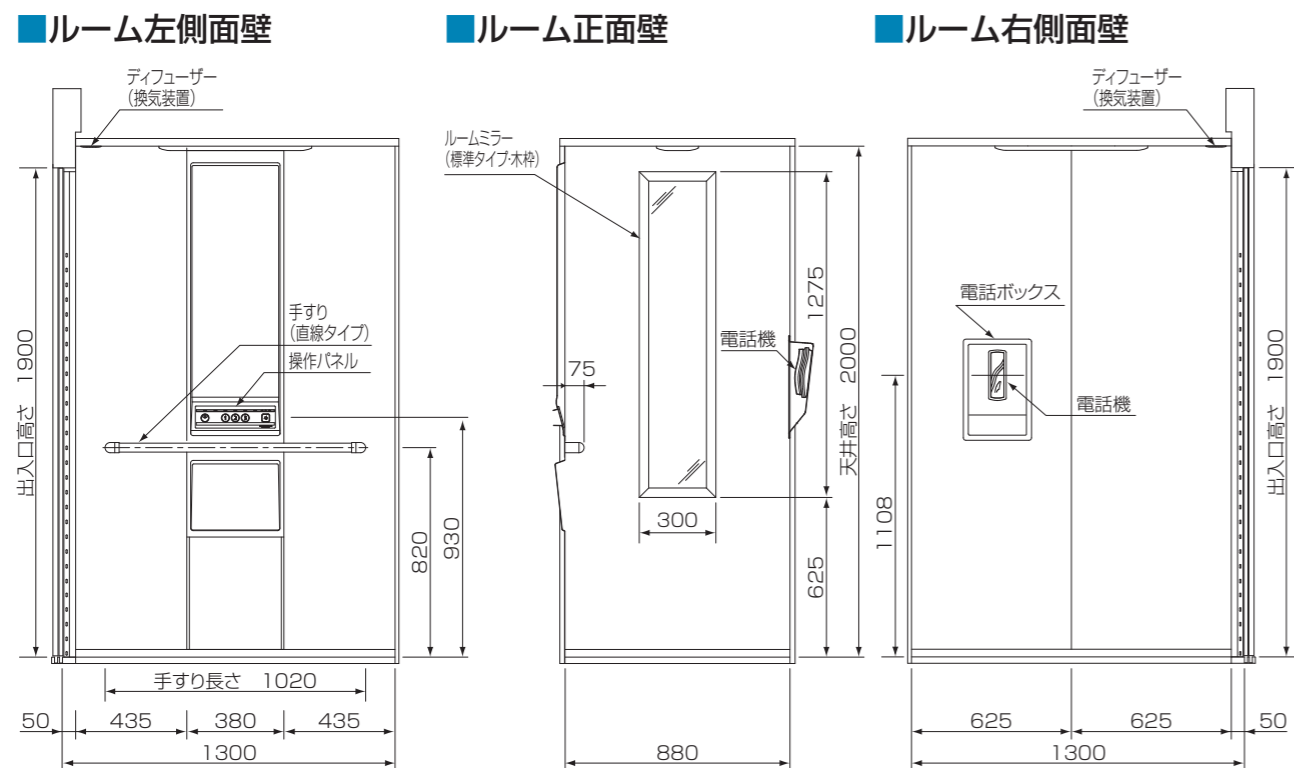 ■ルーム左側面壁
ディフューザー
(換気装置)
手すり
(直線タイプ)
操作パネル
出入口高さ 1900
820
930
手すり長さ 1020
50
435
380
435
1300
■ルーム正面壁
ルームミラー
(標準タイプ・木枠)
75
電話機
1275
天井高さ 2000
300
625
880
■ルーム右側面壁
ディフューザー
(換気装置)
電話ボックス
電話機
1108
出入口高さ 1900
625
625
50
1300